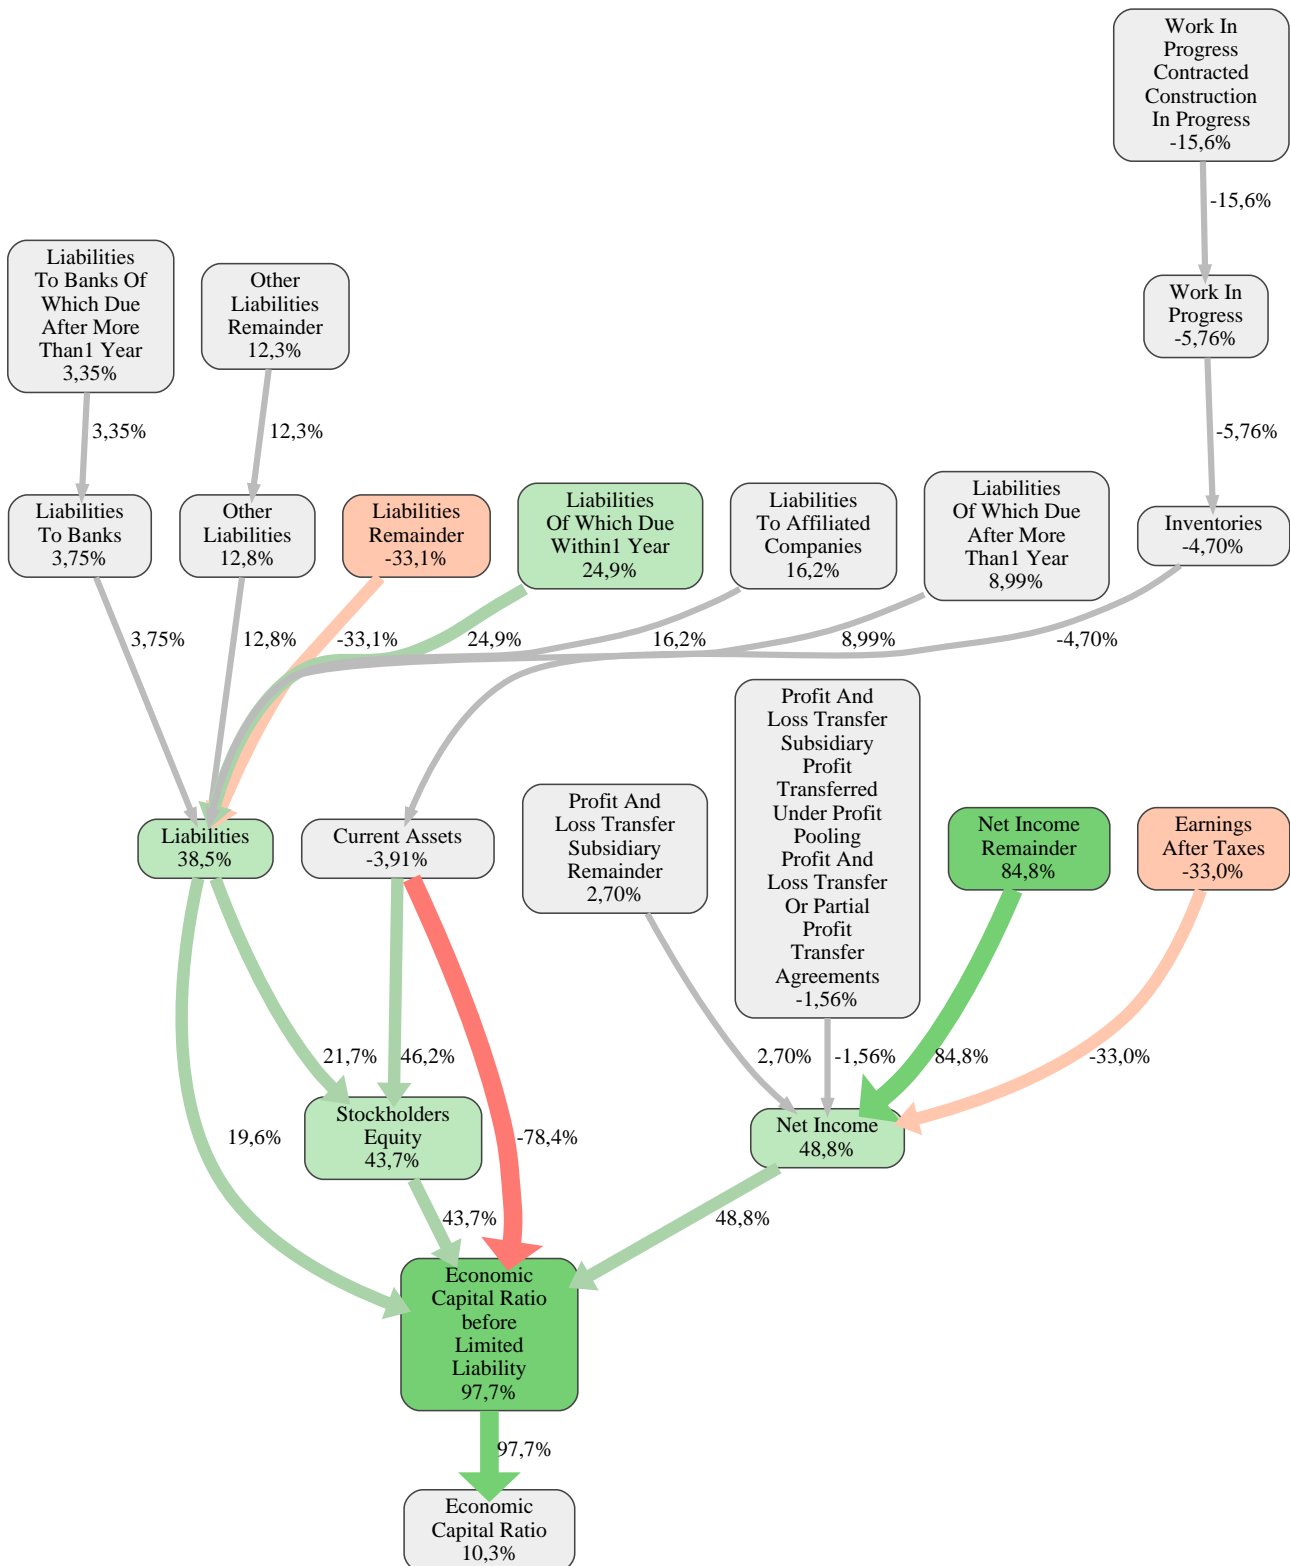 Work In
Progress
Contracted
Construction
In Progress
-15,6%
-15,6%
Liabilities
To Banks Of
Which Due
After More
Than1 Year
3,35%
Other
Liabilities
Remainder
12,3%
Work In
Progress
-5,76%
3,35%
12,3%
-5,76%
Liabilities
To Banks
3,75%
Other
Liabilities
12,8%
Liabilities
Remainder
-33,1%
Liabilities
Of Which Due
Within1 Year
24,9%
Liabilities
To Affiliated
Companies
16,2%
Liabilities
Of Which Due
After More
Than1 Year
8,99%
Inventories
-4,70%
3,75%
12,8%
-33,1%
24,9%
16,2%
8,99%
-4,70%
Liabilities
38,5%
Current Assets
-3,91%
Profit And
Loss Transfer
Subsidiary
Remainder
2,70%
Profit And
Loss Transfer
Subsidiary
Profit
Transferred
Under Profit
Pooling
Profit And
Loss Transfer
Or Partial
Profit
Transfer
Agreements
-1,56%
Net Income
Remainder
84,8%
Earnings
After Taxes
-33,0%
21,7%
46,2%
2,70%
-1,56%
84,8%
-33,0%
Stockholders
Equity
43,7%
Net Income
48,8%
19,6%
-78,4%
43,7%
48,8%
Economic
Capital Ratio
before
Limited
Liability
97,7%
97,7%
Economic
Capital Ratio
10,3%